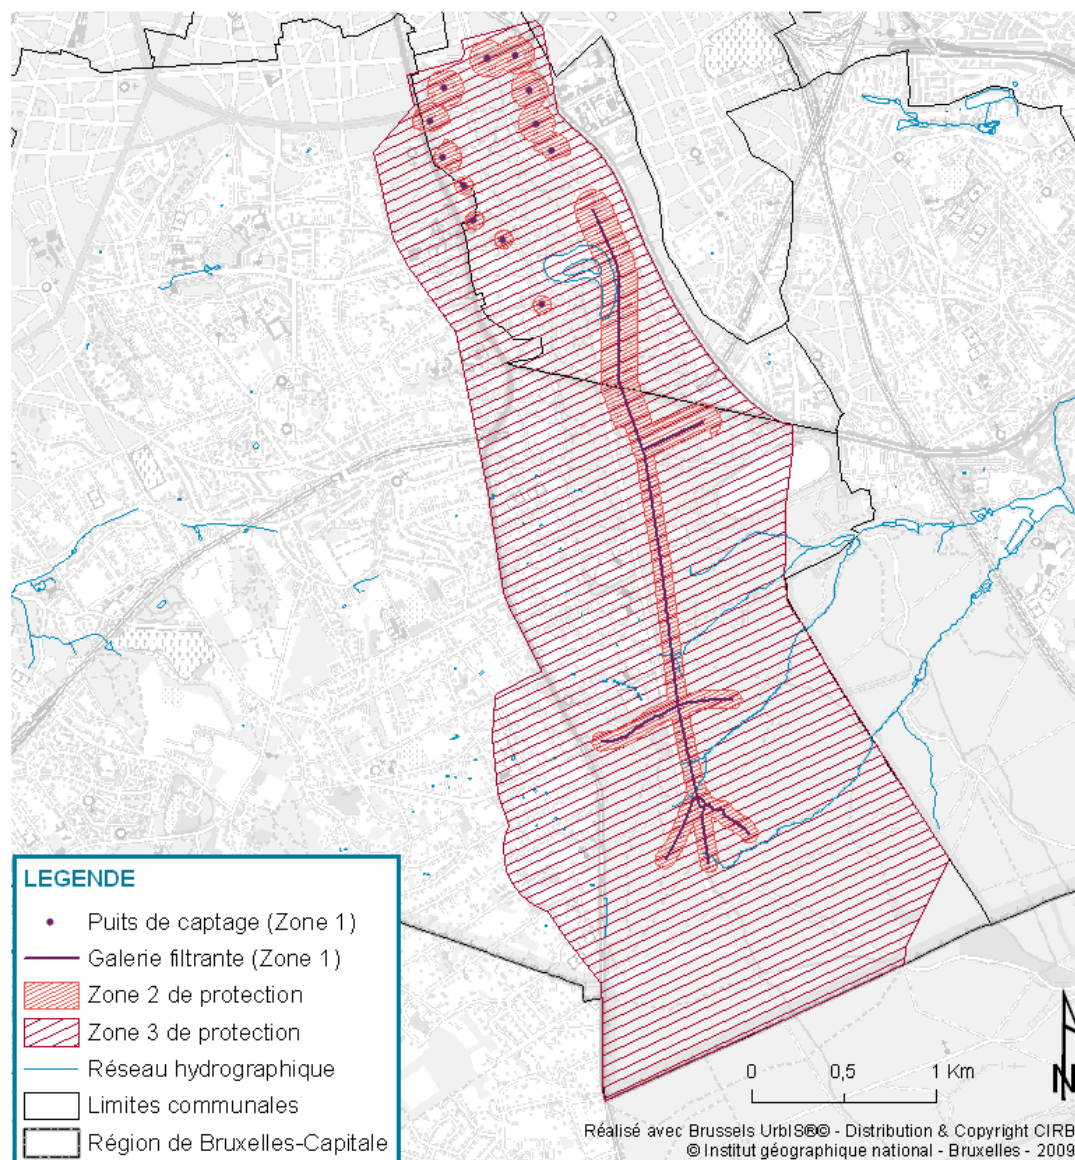 LEGENDE
Puits de captage (Zone 1)
Galerie filtrante (Zone 1)
Zone 2 de protection
Zone 3 de protection
Réseau hydrographique
Limites communales
Région de Bruxelles-Capitale
0 0,5 1 Km
N
Réalisé avec Brussels UrbIS®© - Distribution & Copyright CIRB
© Institut géographique national - Bruxelles - 2009